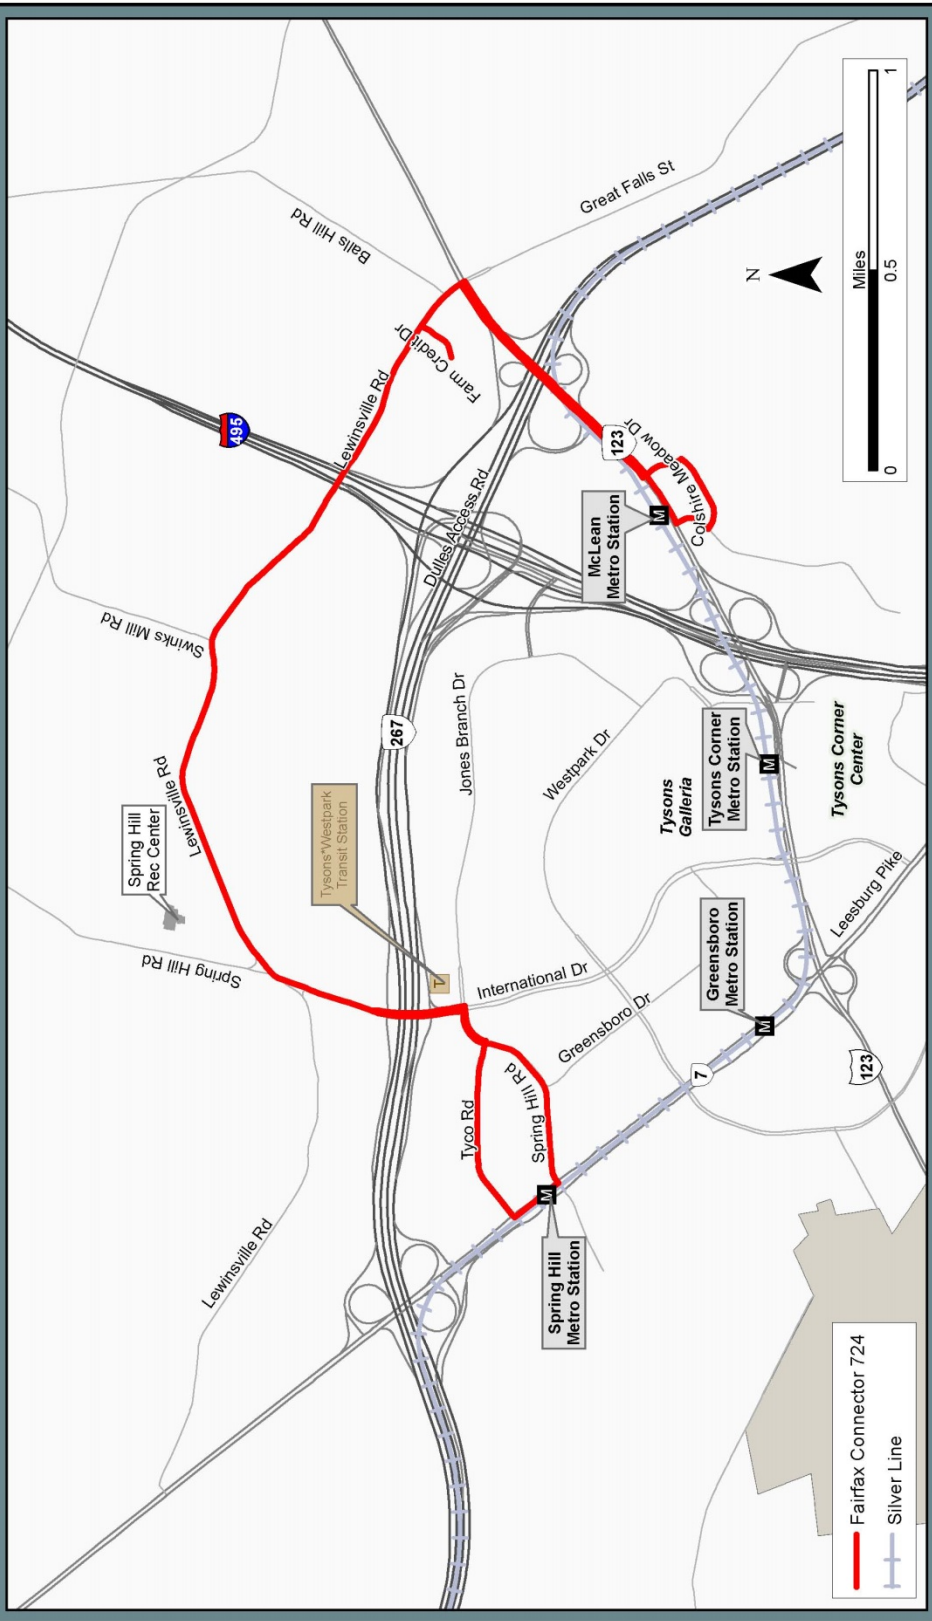 Balls Hill Rd
Great Falls St
Farm Credit Dr
Lewinsville Rd
495
Swinks Mill Rd
Dulles Access Rd
123
Colshire Meadow Dr
McLean
Metro Station
N
Miles
0
0.5
1
Lewinsville Rd
Spring Hill
Rec Center
Spring Hill Rd
267
Tysons*Westpark
Transit Station
T
Jones Branch Dr
Westpark Dr
International Dr
Tysons
Galleria
Tysons Corner
Metro Station
Tysons Corner
Center
Greensboro
Metro Station
Leesburg Pike
Greensboro Dr
Spring Hill Rd
Tyco Rd
7
123
M
M
M
M
Lewinsville Rd
Spring Hill
Metro Station
Fairfax Connector 724
Silver Line